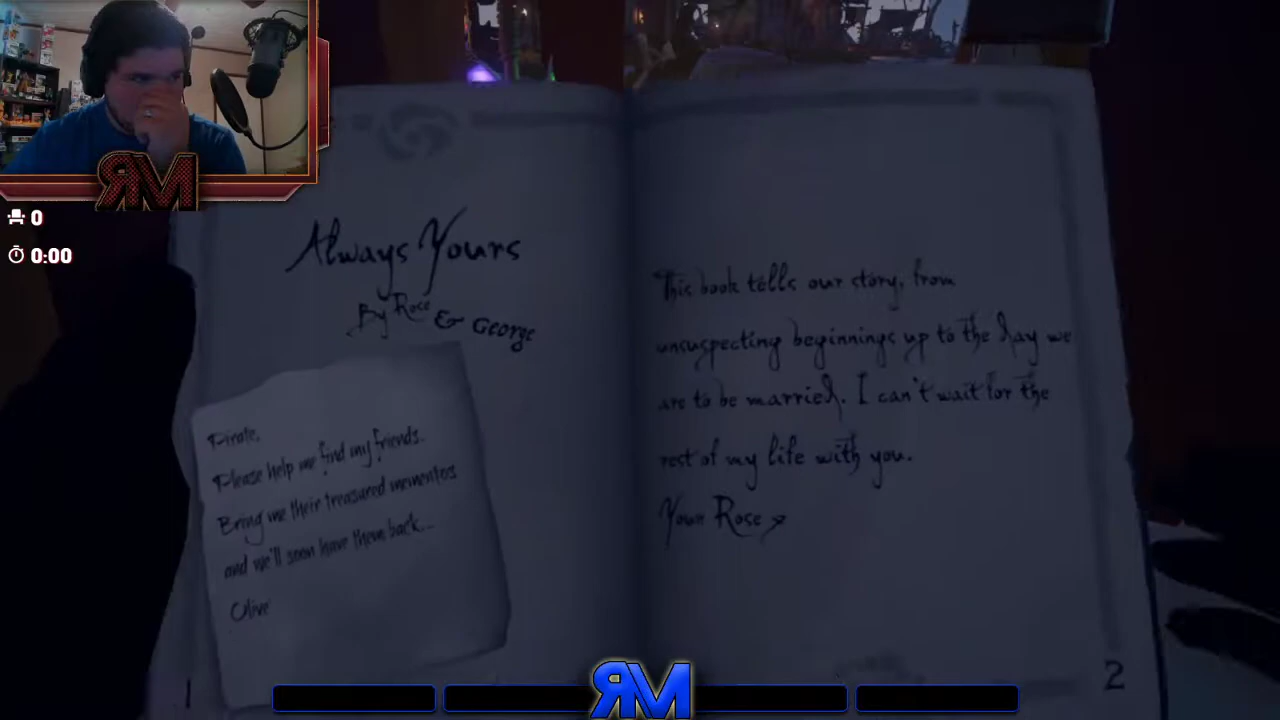 ЯM
0
0:00
Always Yours
By Rose & George
Pirate,
Please help me find my friends.
Bring me their treasured mementos
and we'll soon have them back...
Olive
1
This book tells our story, from
unsuspecting beginnings up to the day we
are to be married. I can't wait for the
rest of my life with you.
Your Rose x
2
ЯM